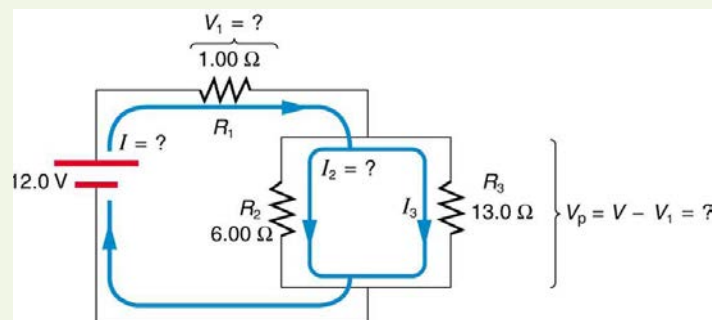 V₁ = ?
1.00 Ω
R₁
I = ?
12.0 V
I₂ = ?
R₂
6.00 Ω
I₃
R₃
13.0 Ω
Vₚ = V − V₁ = ?